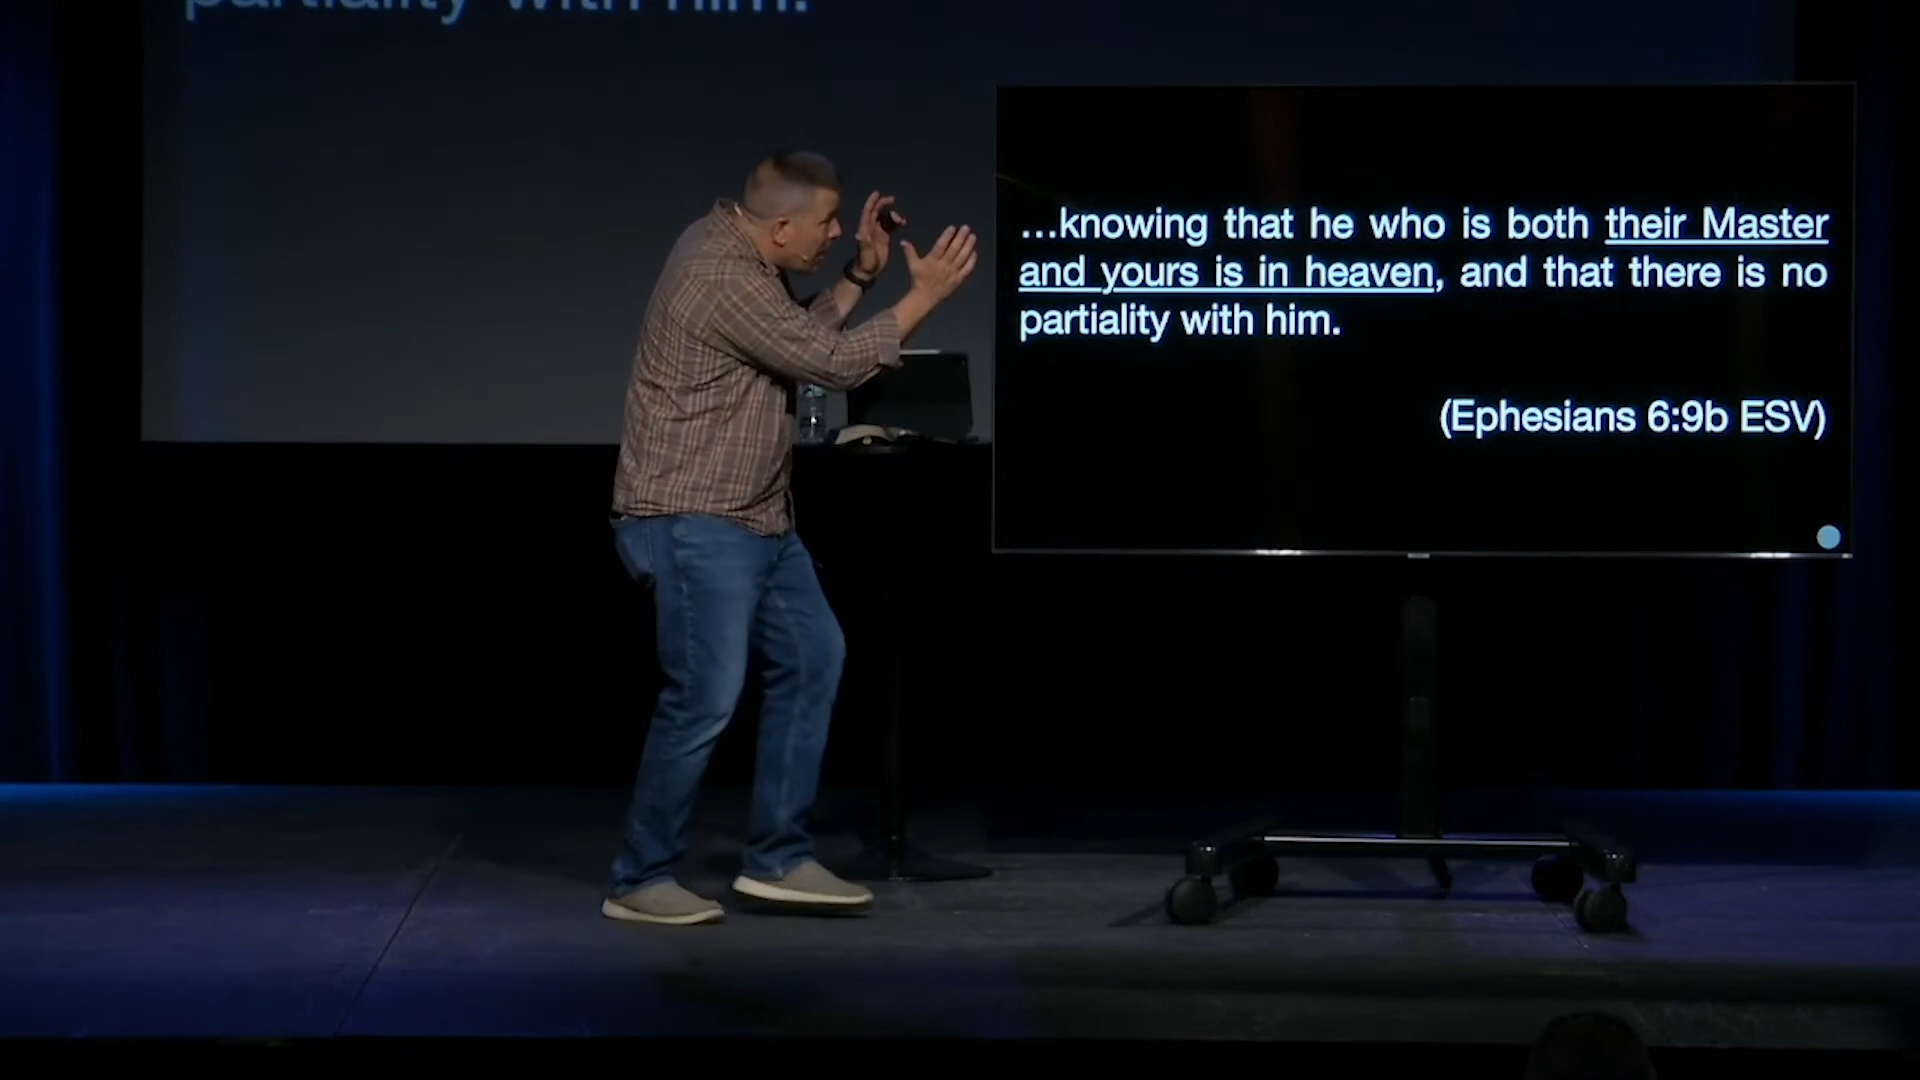 partiality with him.
...knowing that he who is both their Master
and yours is in heaven, and that there is no
partiality with him.
(Ephesians 6:9b ESV)